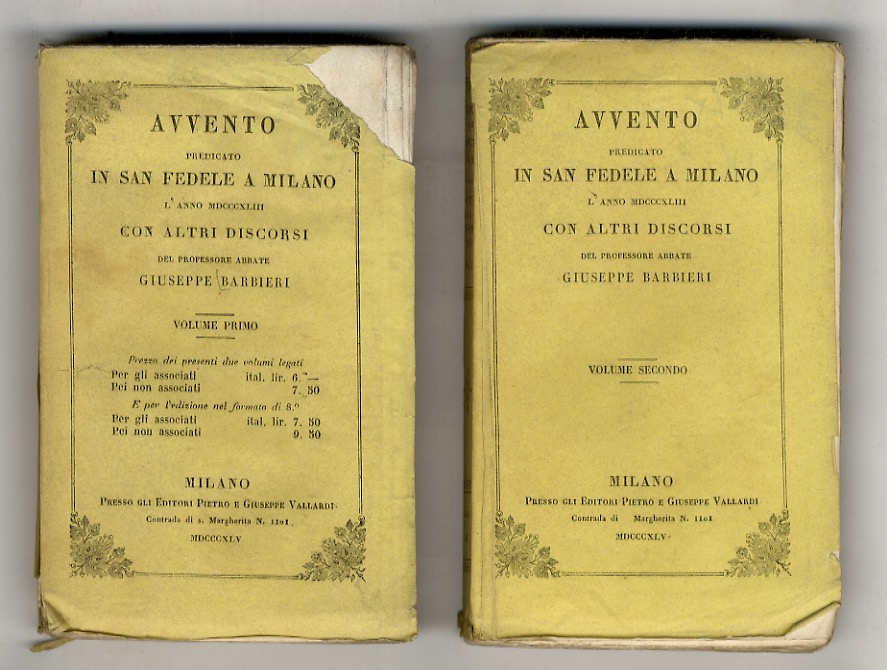 AVVENTO
PREDICATO
IN SAN FEDELE A MILANO
L'ANNO MDCCCXLIII
CON ALTRI DISCORSI
DEL PROFESSORE ABBATE
GIUSEPPE BARBIERI
VOLUME PRIMO
Prezzo dei presenti due volumi legati
Per gli associati ital. lir. 6. —
Pei non associati 7. 50
E per l'edizione nel formato di 8.º
Per gli associati ital. lir. 7. 50
Pei non associati 9. 50
MILANO
PRESSO GLI EDITORI PIETRO E GIUSEPPE VALLARDI
Contrada di s. Margherita N. 1101
MDCCCXLV
AVVENTO
PREDICATO
IN SAN FEDELE A MILANO
L'ANNO MDCCCXLIII
CON ALTRI DISCORSI
DEL PROFESSORE ABBATE
GIUSEPPE BARBIERI
VOLUME SECONDO
MILANO
PRESSO GLI EDITORI PIETRO E GIUSEPPE VALLARDI
Contrada di Margherita N. 1101
MDCCCXLV